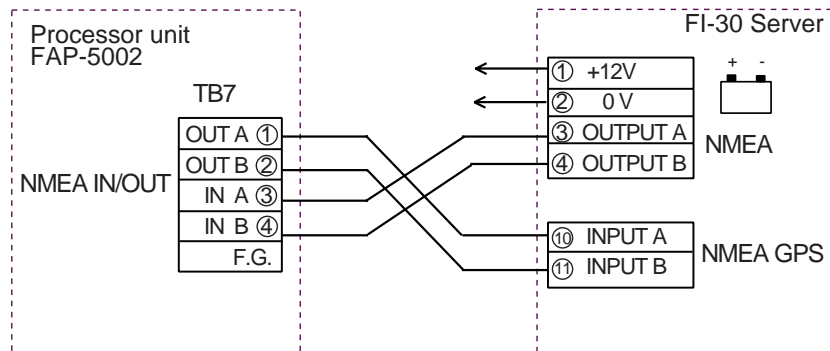 Processor unit
FAP-5002
TB7
NMEA IN/OUT
OUT A ①
OUT B ②
IN A ③
IN B ④
F.G.
FI-30 Server
① +12V
② 0 V
③ OUTPUT A
④ OUTPUT B
+ -
NMEA
⑩ INPUT A
⑪ INPUT B
NMEA GPS